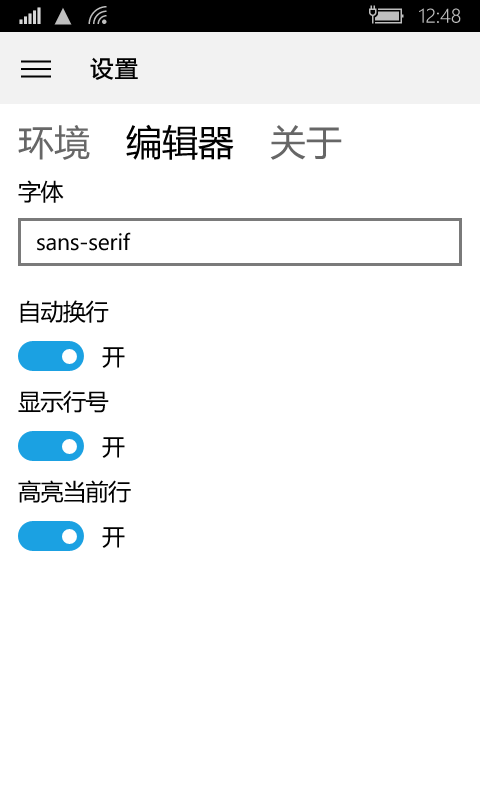 12:48
设置
环境 编辑器 关于
字体
sans-serif
自动换行
开
显示行号
开
高亮当前行
开